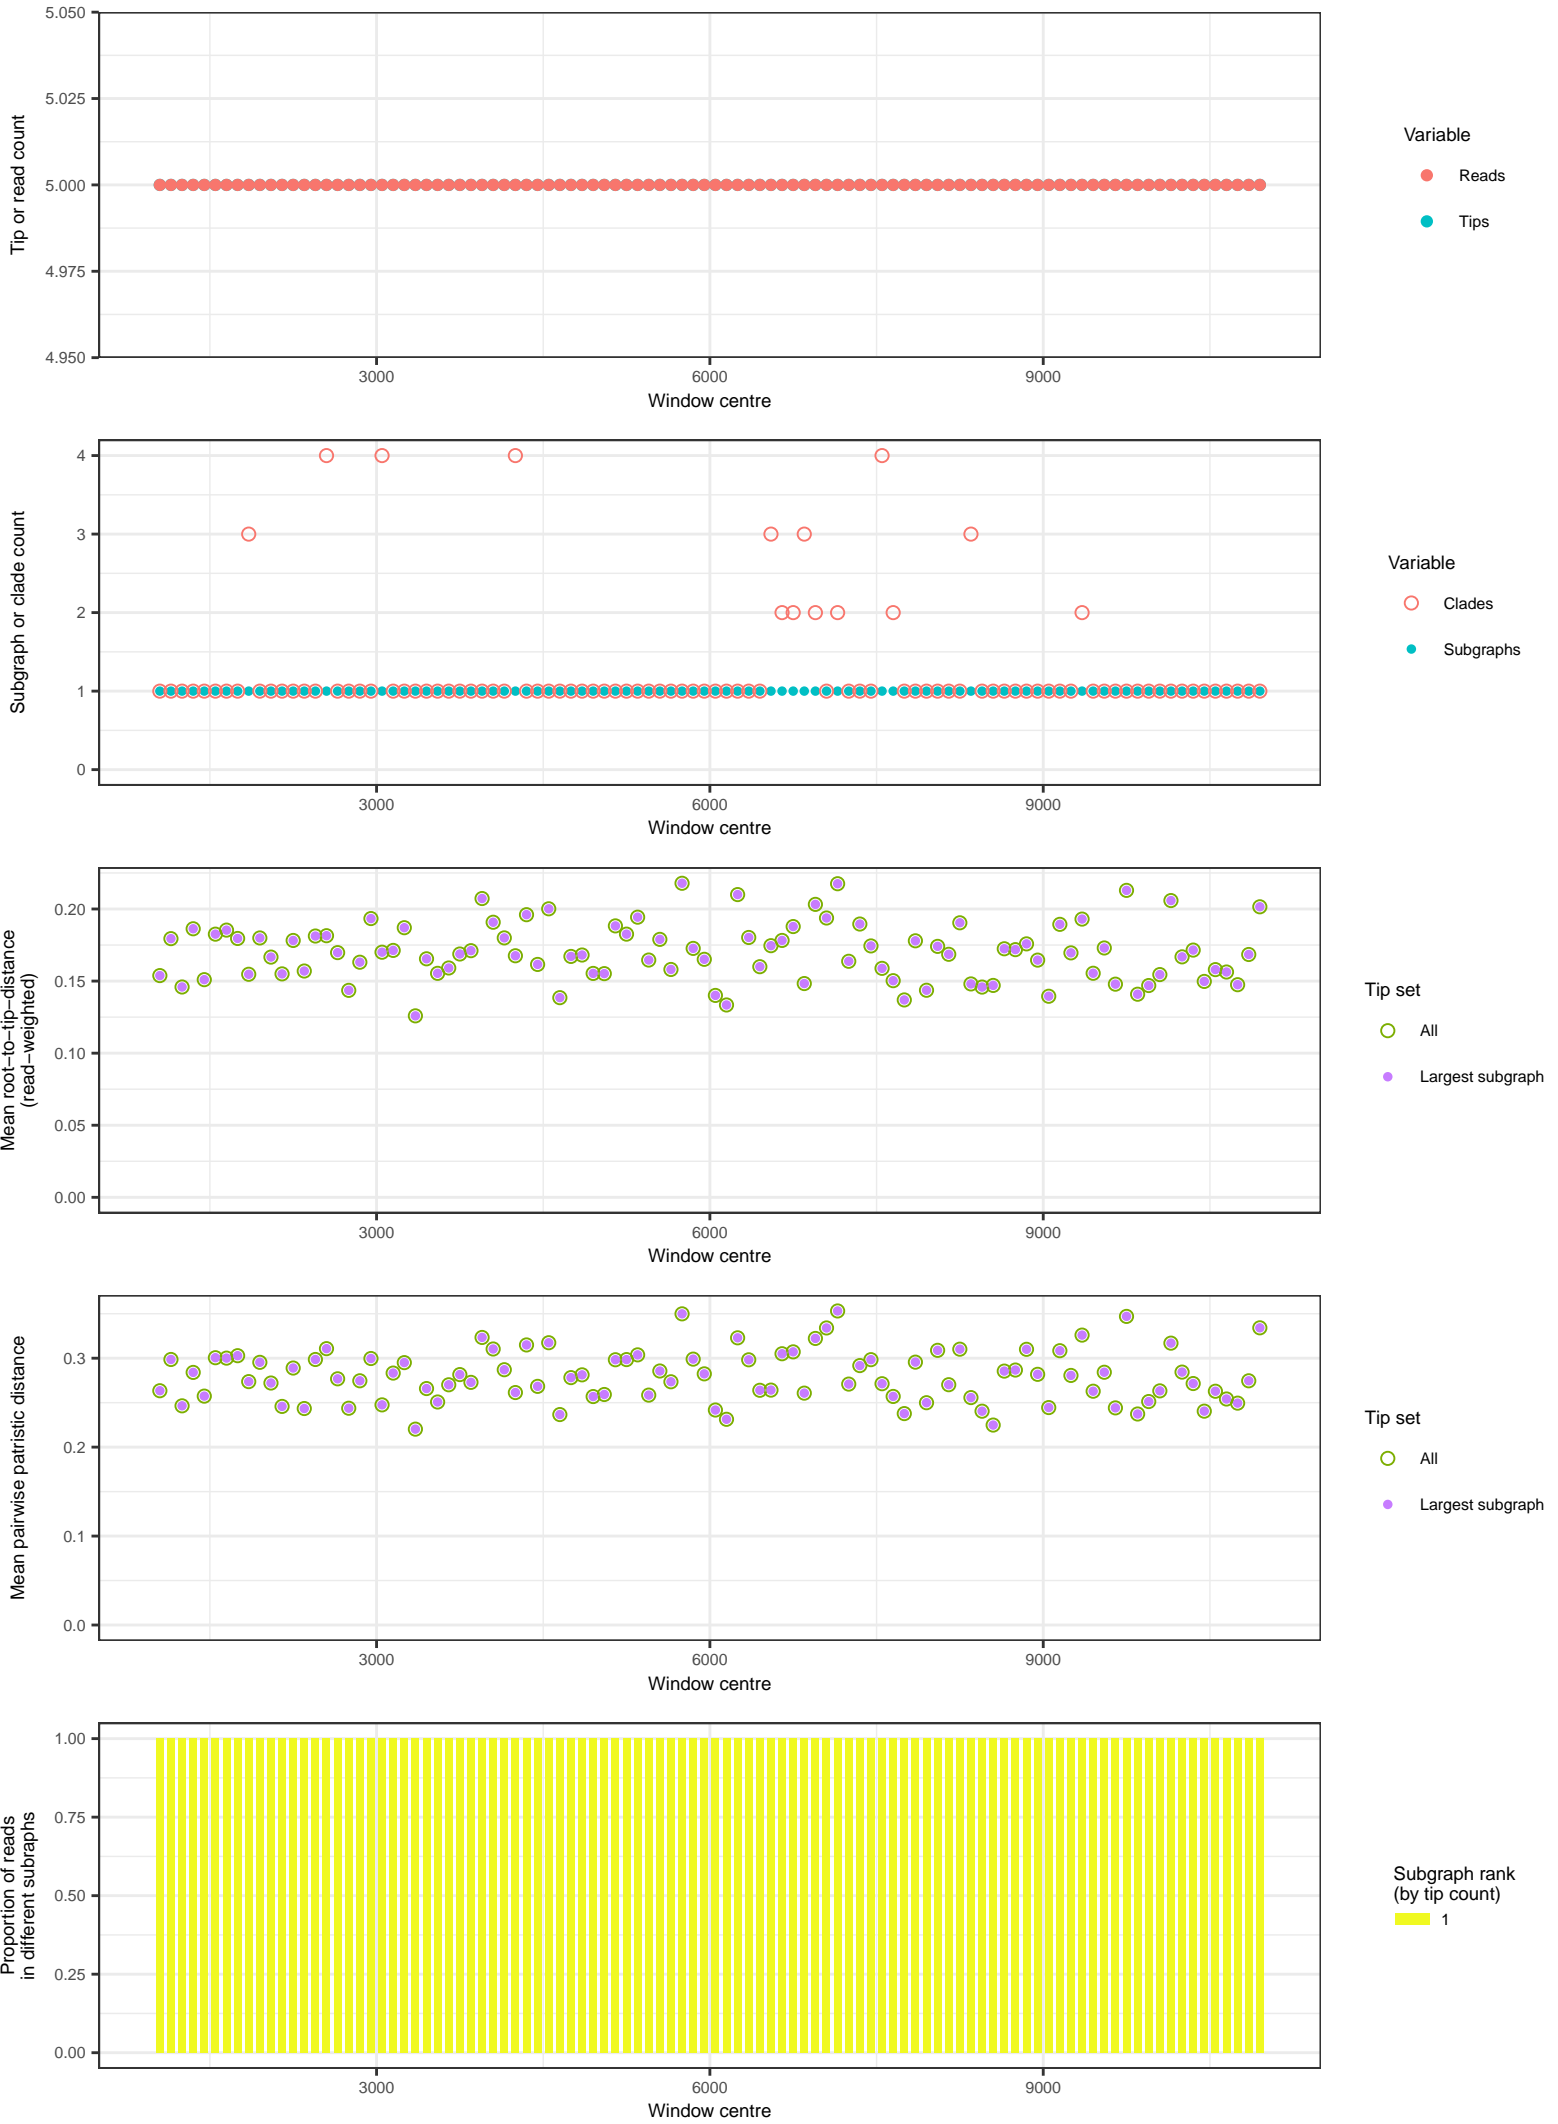 5.050
5.025
5.000
4.975
4.950
Tip or read count
3000
6000
9000
Window centre
Variable
Reads
Tips
4
3
2
1
0
Subgraph or clade count
3000
6000
9000
Window centre
Variable
Clades
Subgraphs
0.20
0.15
0.10
0.05
0.00
Mean root−to−tip−distance
(read−weighted)
3000
6000
9000
Window centre
Tip set
All
Largest subgraph
0.3
0.2
0.1
0.0
Mean pairwise patristic distance
3000
6000
9000
Window centre
Tip set
All
Largest subgraph
1.00
0.75
0.50
0.25
0.00
Proportion of reads
in different subraphs
3000
6000
9000
Window centre
Subgraph rank
(by tip count)
1